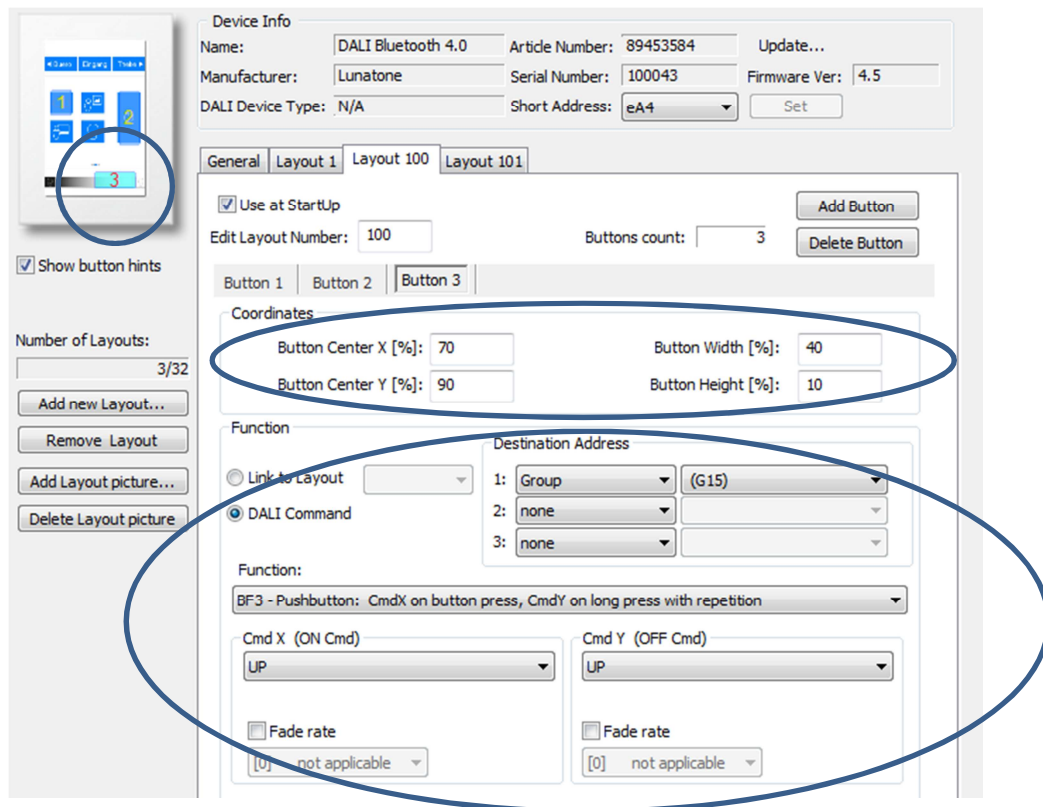 Device Info
Name: DALI Bluetooth 4.0 Article Number: 89453584 Update...
Manufacturer: Lunatone Serial Number: 100043 Firmware Ver: 4.5
DALI Device Type: N/A Short Address: eA4 Set
1
2
3
General Layout 1 Layout 100 Layout 101
Use at StartUp Add Button
Edit Layout Number: 100 Buttons count: 3 Delete Button
Show button hints
Button 1 Button 2 Button 3
Coordinates
Number of Layouts:
Button Center X [%]: 70 Button Width [%]: 40
3/32
Button Center Y [%]: 90 Button Height [%]: 10
Add new Layout...
Remove Layout
Add Layout picture...
Delete Layout picture
Function
Destination Address
Link to Layout 1: Group (G15)
DALI Command 2: none
3: none
Function:
BF3 - Pushbutton: CmdX on button press, CmdY on long press with repetition
Cmd X (ON Cmd) Cmd Y (OFF Cmd)
UP UP
Fade rate Fade rate
[0] not applicable [0] not applicable